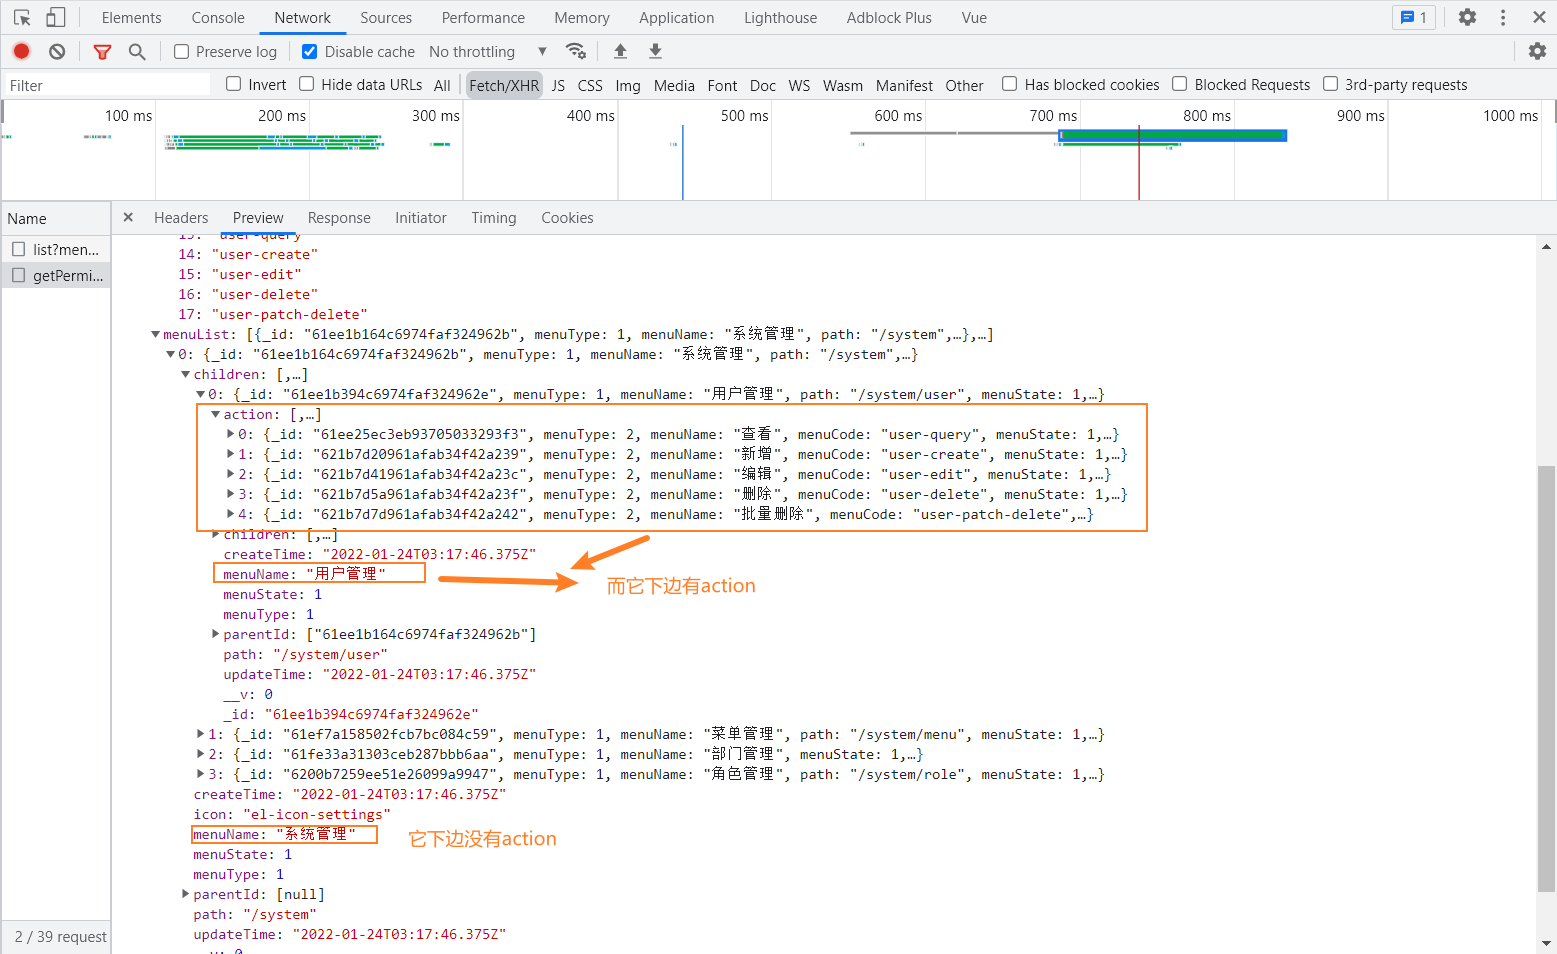 Elements Console Network Sources Performance Memory Application Lighthouse Adblock Plus Vue 1
Preserve log Disable cache No throttling
Filter Invert Hide data URLs All Fetch/XHR JS CSS Img Media Font Doc WS Wasm Manifest Other Has blocked cookies Blocked Requests 3rd-party requests
100 ms 200 ms 300 ms 400 ms 500 ms 600 ms 700 ms 800 ms 900 ms 1000 ms
Name Headers Preview Response Initiator Timing Cookies
list?men...
getPermi...
13: "user-query"
14: "user-create"
15: "user-edit"
16: "user-delete"
17: "user-patch-delete"
menuList: [{_id: "61ee1b164c6974faf324962b", menuType: 1, menuName: "系统管理", path: "/system",…},…]
0: {_id: "61ee1b164c6974faf324962b", menuType: 1, menuName: "系统管理", path: "/system",…}
children: [,…]
0: {_id: "61ee1b394c6974faf324962e", menuType: 1, menuName: "用户管理", path: "/system/user", menuState: 1,…}
action: [,…]
0: {_id: "61ee25ec3eb93705033293f3", menuType: 2, menuName: "查看", menuCode: "user-query", menuState: 1,…}
1: {_id: "621b7d20961afab34f42a239", menuType: 2, menuName: "新增", menuCode: "user-create", menuState: 1,…}
2: {_id: "621b7d41961afab34f42a23c", menuType: 2, menuName: "编辑", menuCode: "user-edit", menuState: 1,…}
3: {_id: "621b7d5a961afab34f42a23f", menuType: 2, menuName: "删除", menuCode: "user-delete", menuState: 1,…}
4: {_id: "621b7d7d961afab34f42a242", menuType: 2, menuName: "批量删除", menuCode: "user-patch-delete",…}
children: [,…]
createTime: "2022-01-24T03:17:46.375Z"
menuName: "用户管理"
而它下边有action
menuState: 1
menuType: 1
parentId: ["61ee1b164c6974faf324962b"]
path: "/system/user"
updateTime: "2022-01-24T03:17:46.375Z"
__v: 0
_id: "61ee1b394c6974faf324962e"
1: {_id: "61ef7a158502fcb7bc084c59", menuType: 1, menuName: "菜单管理", path: "/system/menu", menuState: 1,…}
2: {_id: "61fe33a31303ceb287bbb6aa", menuType: 1, menuName: "部门管理", menuState: 1,…}
3: {_id: "6200b7259ee51e26099a9947", menuType: 1, menuName: "角色管理", path: "/system/role", menuState: 1,…}
createTime: "2022-01-24T03:17:46.375Z"
icon: "el-icon-settings"
menuName: "系统管理"
它下边没有action
menuState: 1
menuType: 1
parentId: [null]
path: "/system"
updateTime: "2022-01-24T03:17:46.375Z"
__v: 0
2 / 39 request